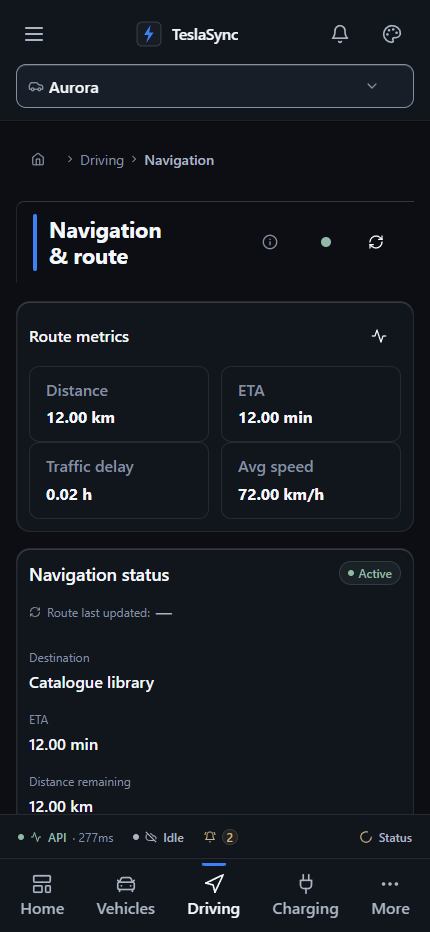 TeslaSync
Aurora
Driving
Navigation
Navigation
& route
Route metrics
Distance
12.00 km
ETA
12.00 min
Traffic delay
0.02 h
Avg speed
72.00 km/h
Navigation status
Active
Route last updated: —
Destination
Catalogue library
ETA
12.00 min
Distance remaining
12.00 km
API · 277ms
Idle
2
Status
Home
Vehicles
Driving
Charging
More